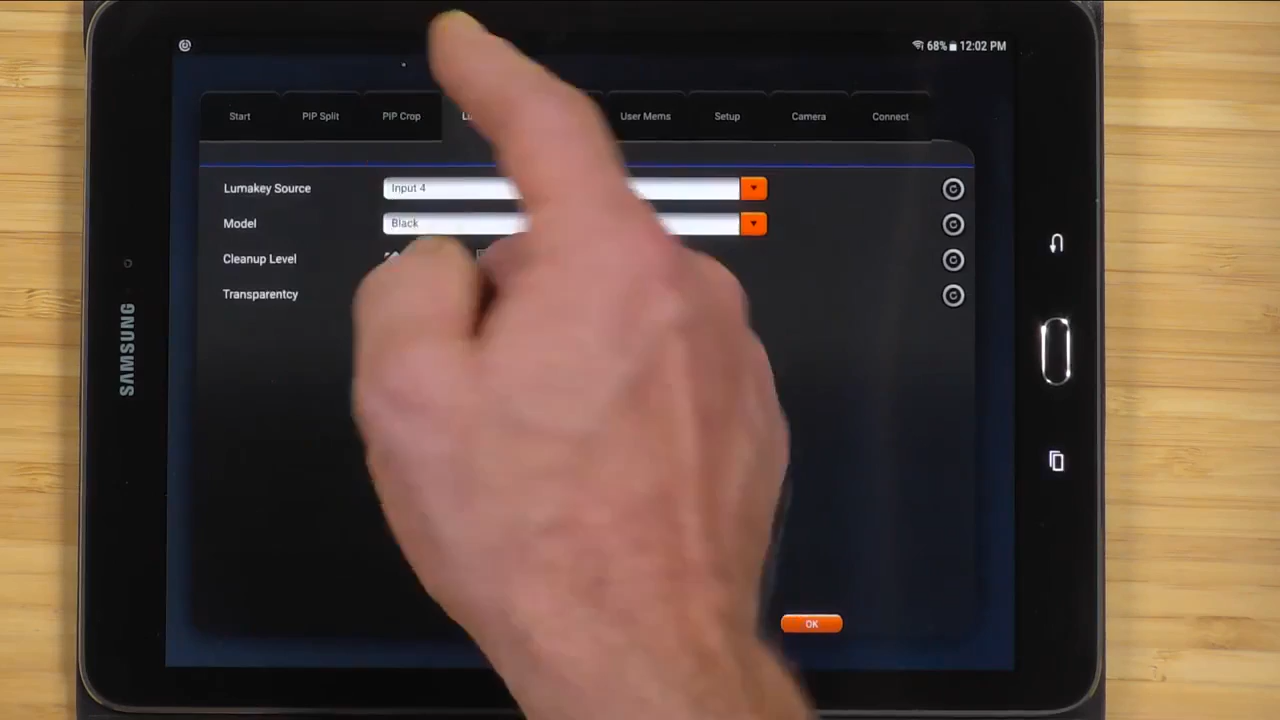 68% 12:02 PM
Start PIP Split PIP Crop User Mems Setup Camera Connect
Lumakey Source Input 4
Model Black
Cleanup Level
Transparentcy
OK
SAMSUNG